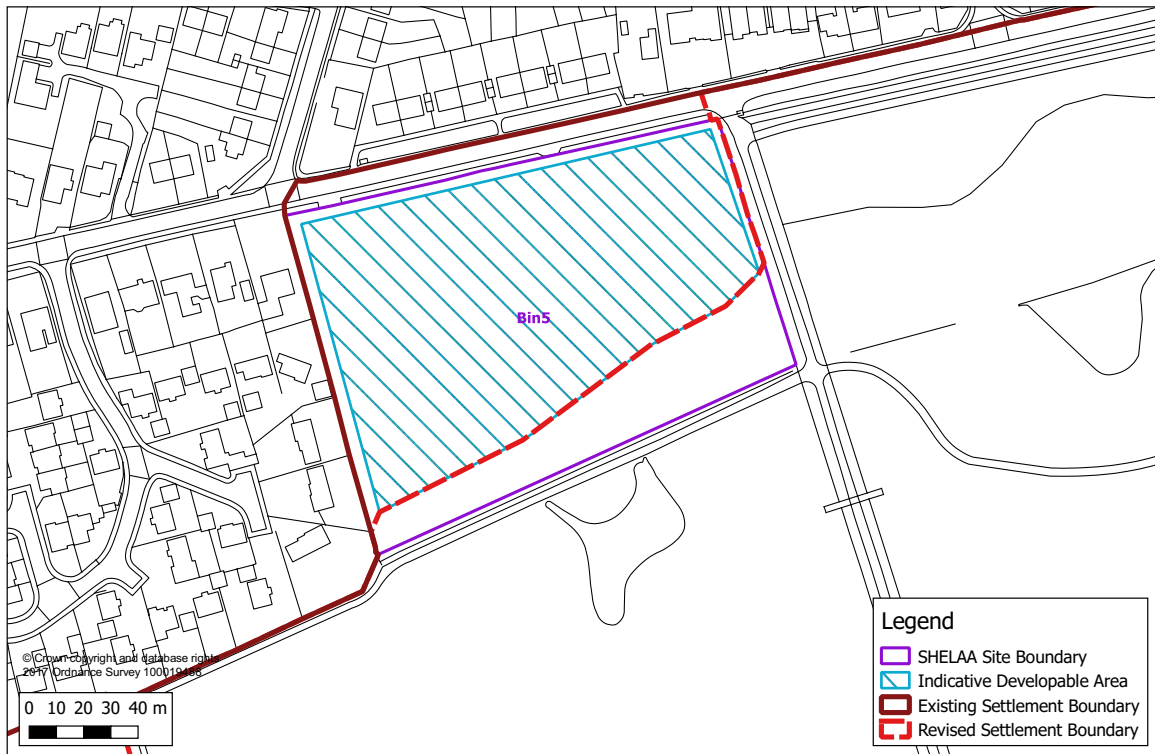 Bin5
Legend
SHELAA Site Boundary
Indicative Developable Area
Existing Settlement Boundary
Revised Settlement Boundary
© Crown copyright and database rights
2017 Ordnance Survey 100019488
0 10 20 30 40 m